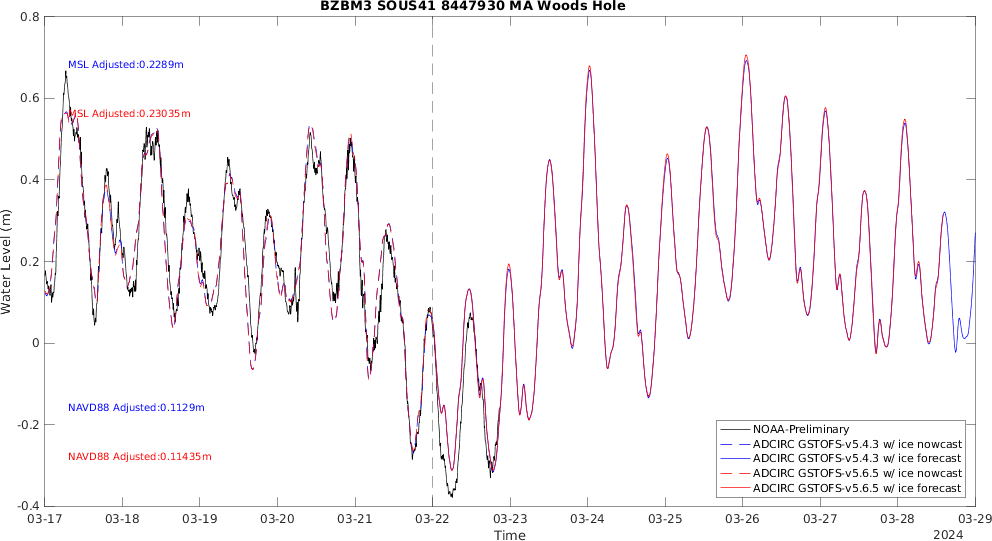 BZBM3 SOUS41 8447930 MA Woods Hole
0.8
0.6
0.4
0.2
0
-0.2
-0.4
Water Level (m)
MSL Adjusted:0.2289m
MSL Adjusted:0.23035m
NAVD88 Adjusted:0.1129m
NAVD88 Adjusted:0.11435m
NOAA-Preliminary
ADCIRC GSTOFS-v5.4.3 w/ ice nowcast
ADCIRC GSTOFS-v5.4.3 w/ ice forecast
ADCIRC GSTOFS-v5.6.5 w/ ice nowcast
ADCIRC GSTOFS-v5.6.5 w/ ice forecast
03-17 03-18 03-19 03-20 03-21 03-22 03-23 03-24 03-25 03-26 03-27 03-28 03-29
Time
2024